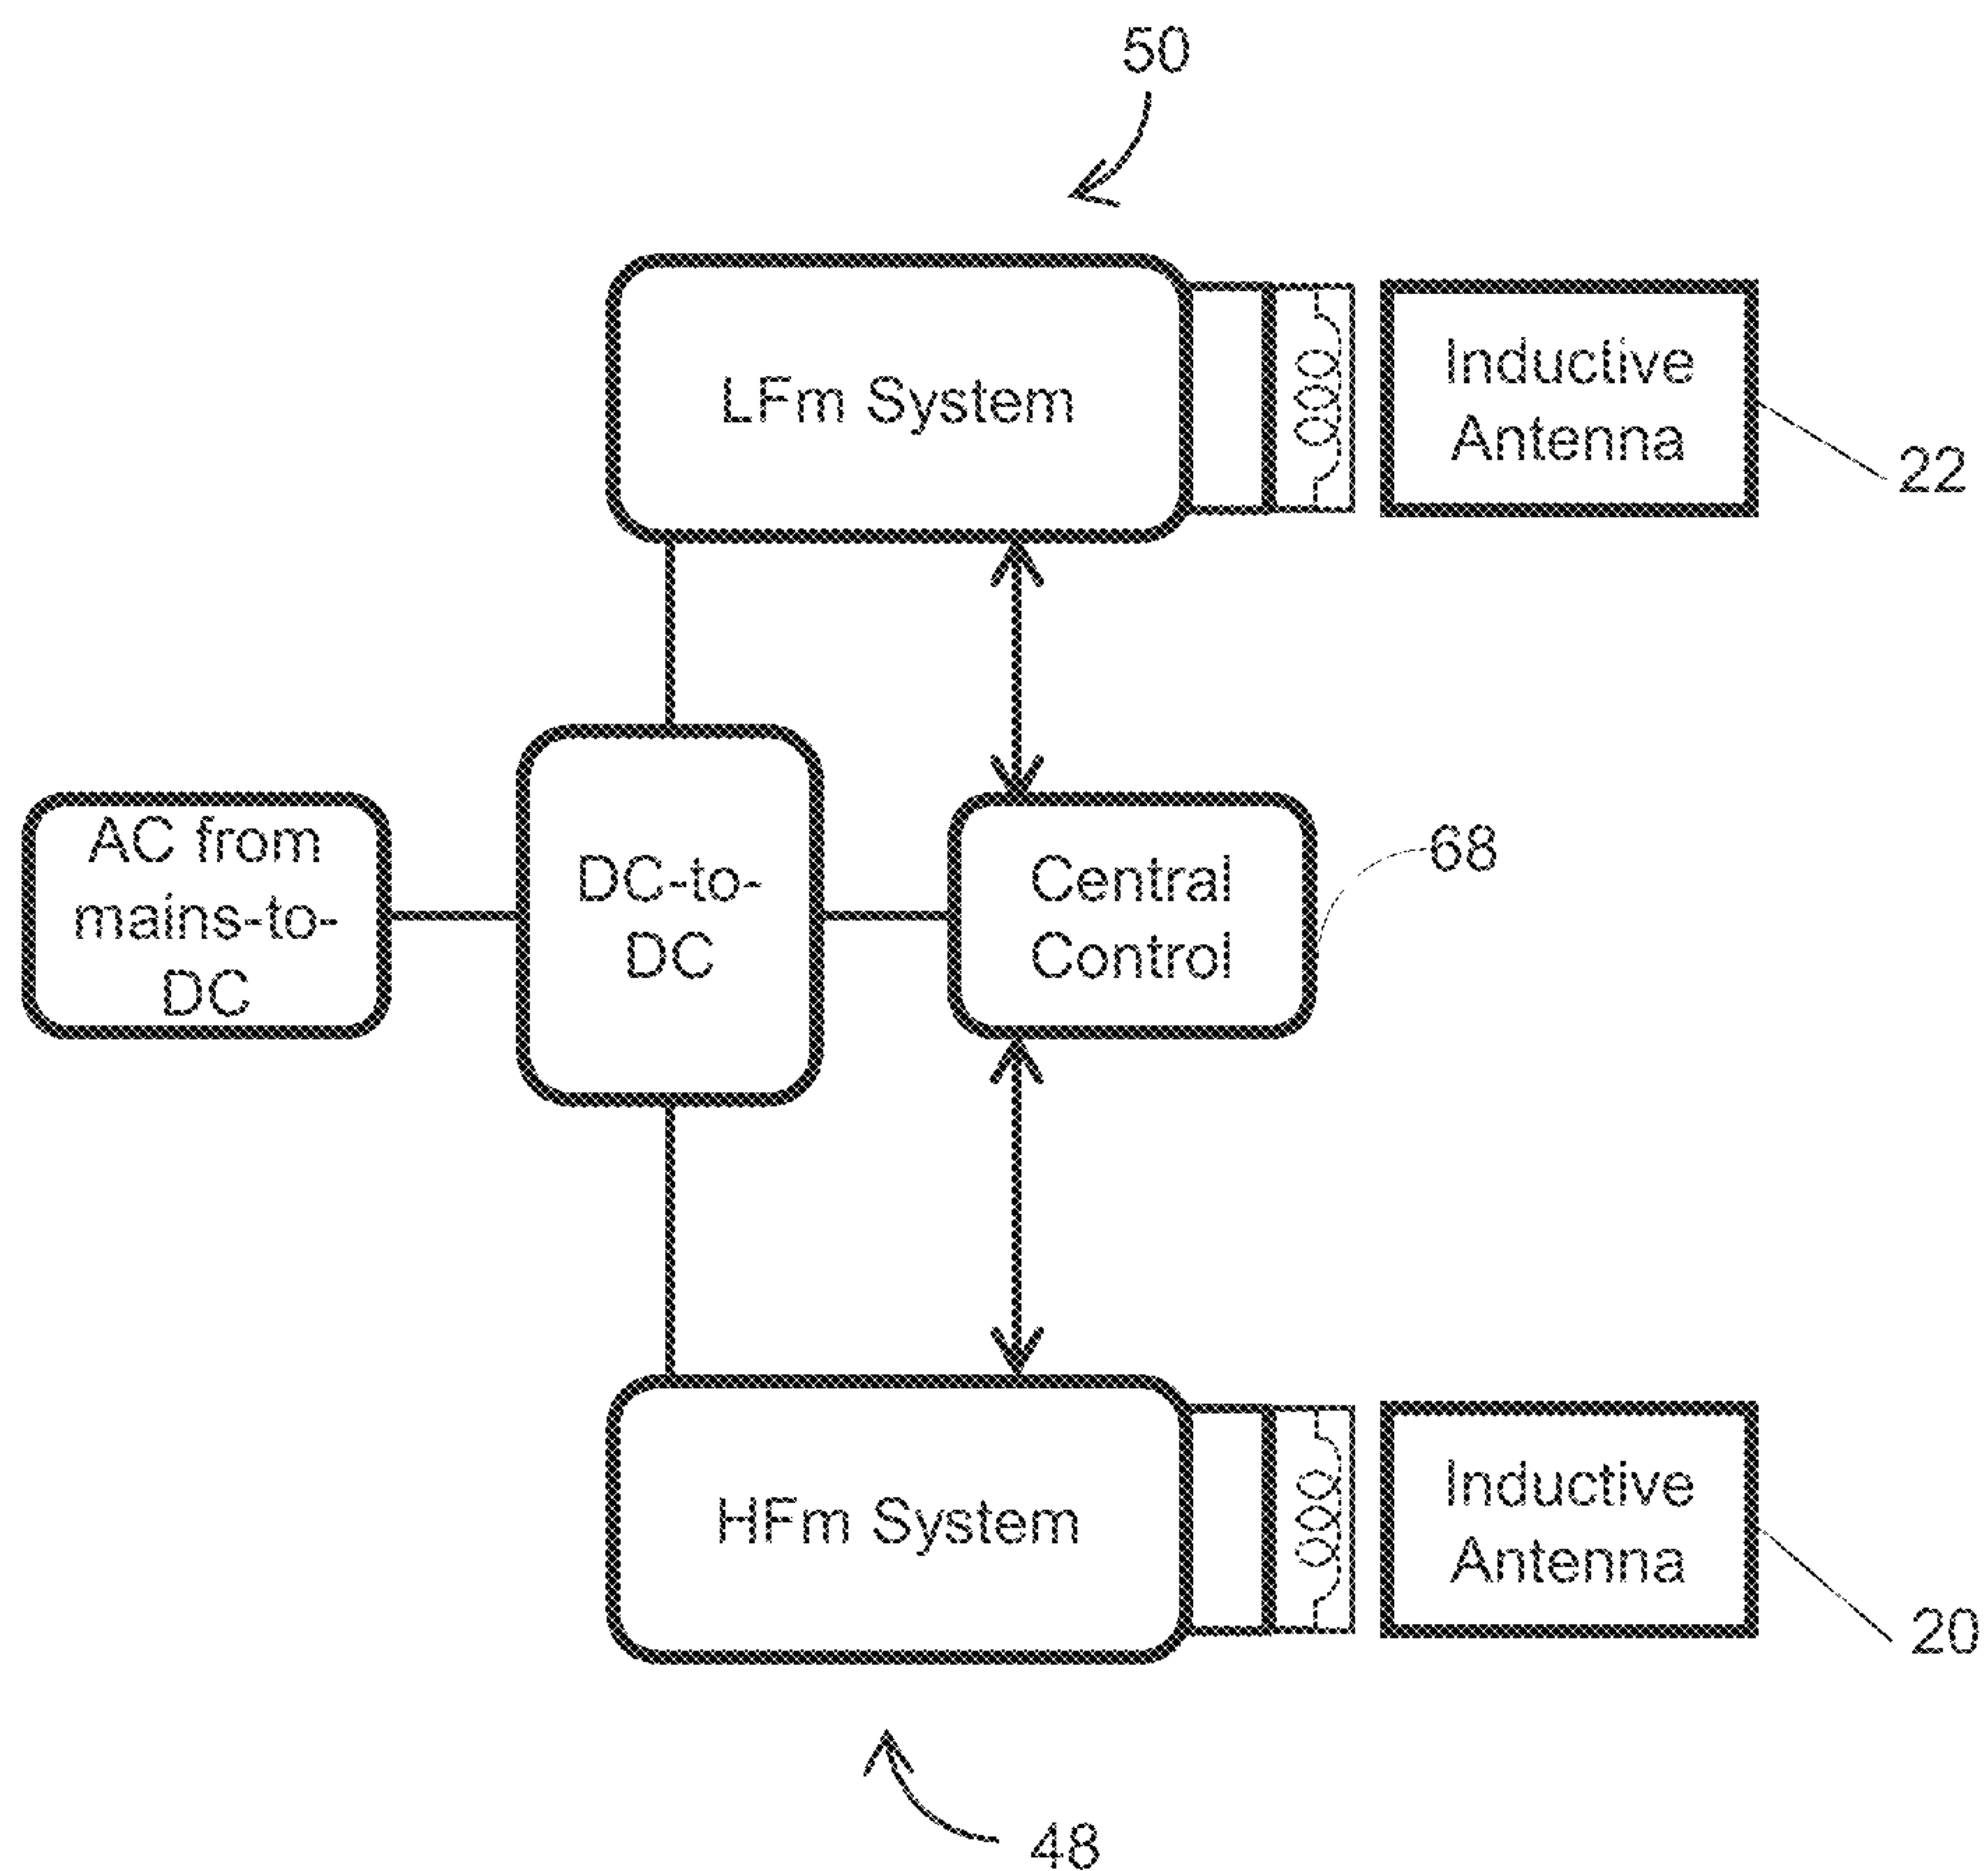 50
LFm System
Inductive
Antenna
22
AC from
mains-to-
DC
DC-to-
DC
Central
Control
68
HFm System
Inductive
Antenna
20
48